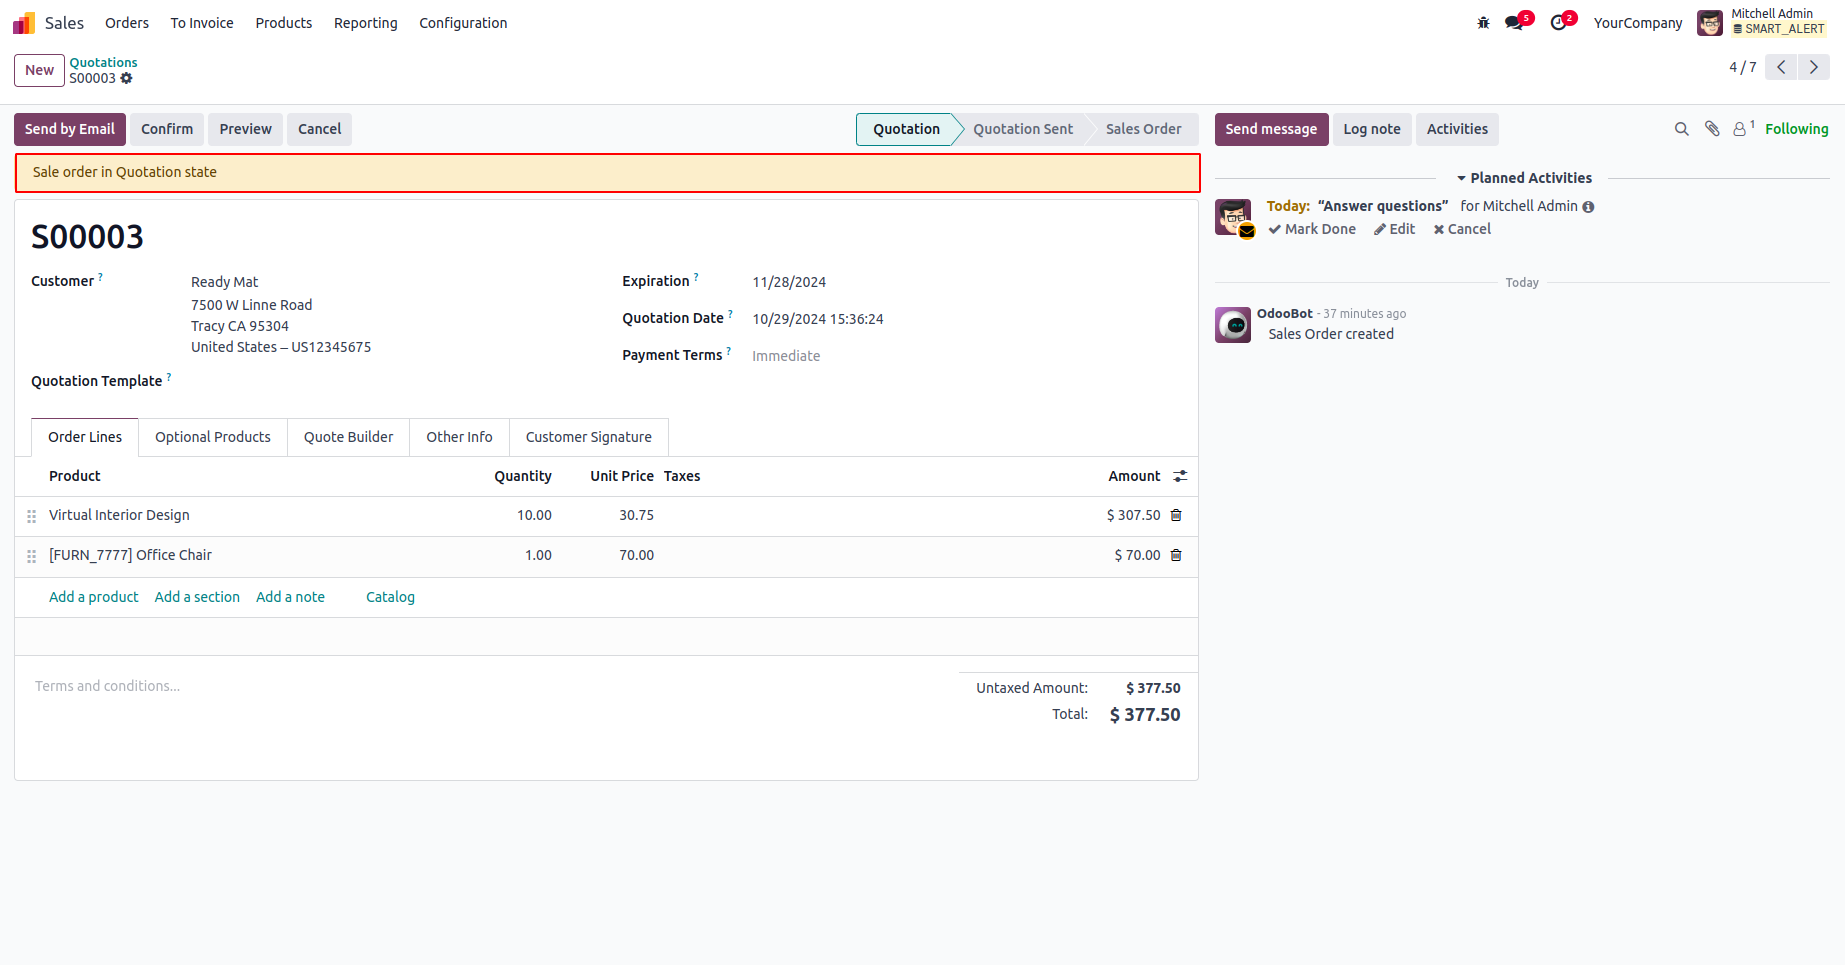 Sales Orders To Invoice Products Reporting Configuration 5 2 YourCompany Mitchell Admin
SMART_ALERT
New Quotations
S00003
4 / 7
Send by Email Confirm Preview Cancel Quotation Quotation Sent Sales Order Send message Log note Activities 1 Following
Sale order in Quotation state
Planned Activities
Today: “Answer questions” for Mitchell Admin
Mark Done Edit Cancel
Today
OdooBot - 37 minutes ago
Sales Order created
S00003
Customer ? Ready Mat
7500 W Linne Road
Tracy CA 95304
United States – US12345675
Quotation Template ?
Expiration ? 11/28/2024
Quotation Date ? 10/29/2024 15:36:24
Payment Terms ? Immediate
Order Lines Optional Products Quote Builder Other Info Customer Signature
Product Quantity Unit Price Taxes Amount
Virtual Interior Design 10.00 30.75 $ 307.50
[FURN_7777] Office Chair 1.00 70.00 $ 70.00
Add a product Add a section Add a note Catalog
Terms and conditions...
Untaxed Amount: $ 377.50
Total: $ 377.50